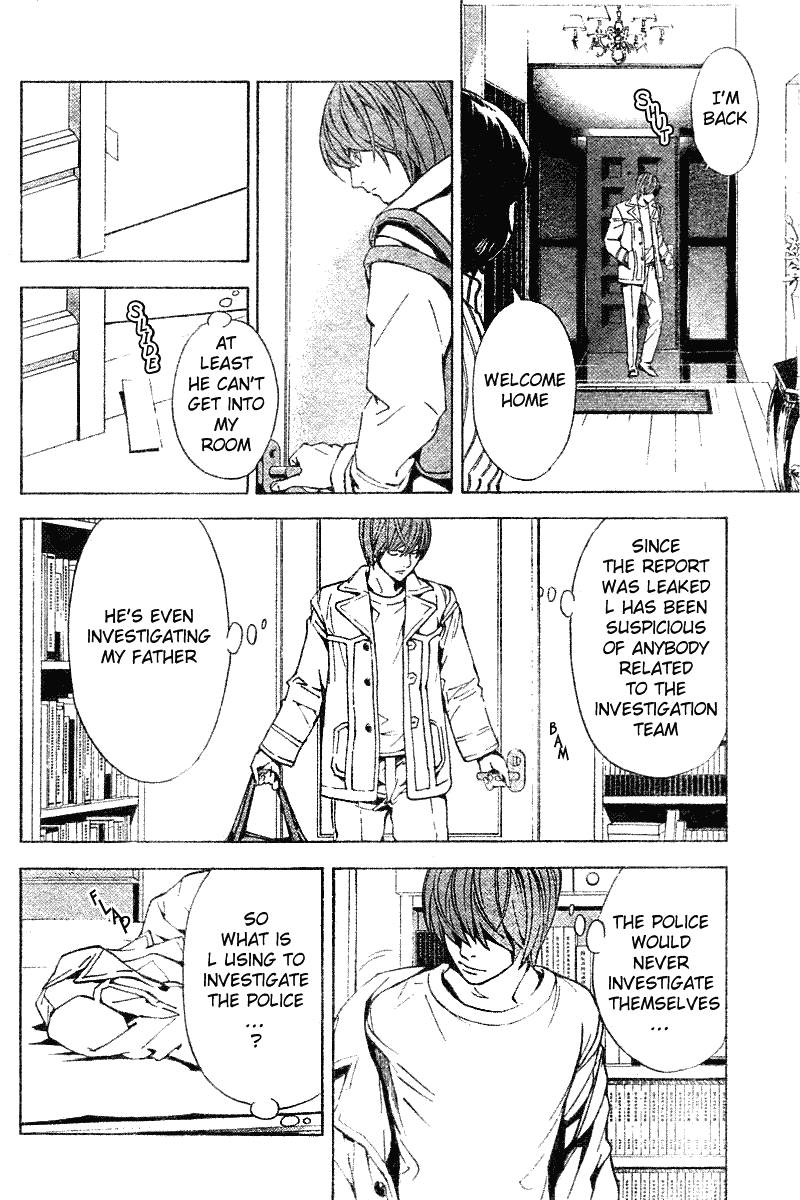 I'M
BACK
SHUT
WELCOME
HOME
AT
LEAST
HE CAN'T
GET INTO
MY
ROOM
SLIDE
SINCE
THE REPORT
WAS LEAKED
L HAS BEEN
SUSPICIOUS
OF ANYBODY
RELATED
TO THE
INVESTIGATION
TEAM
BAM
HE'S EVEN
INVESTIGATING
MY FATHER
THE POLICE
WOULD
NEVER
INVESTIGATE
THEMSELVES
...
FLAP
SO
WHAT IS
L USING TO
INVESTIGATE
THE POLICE
...
?